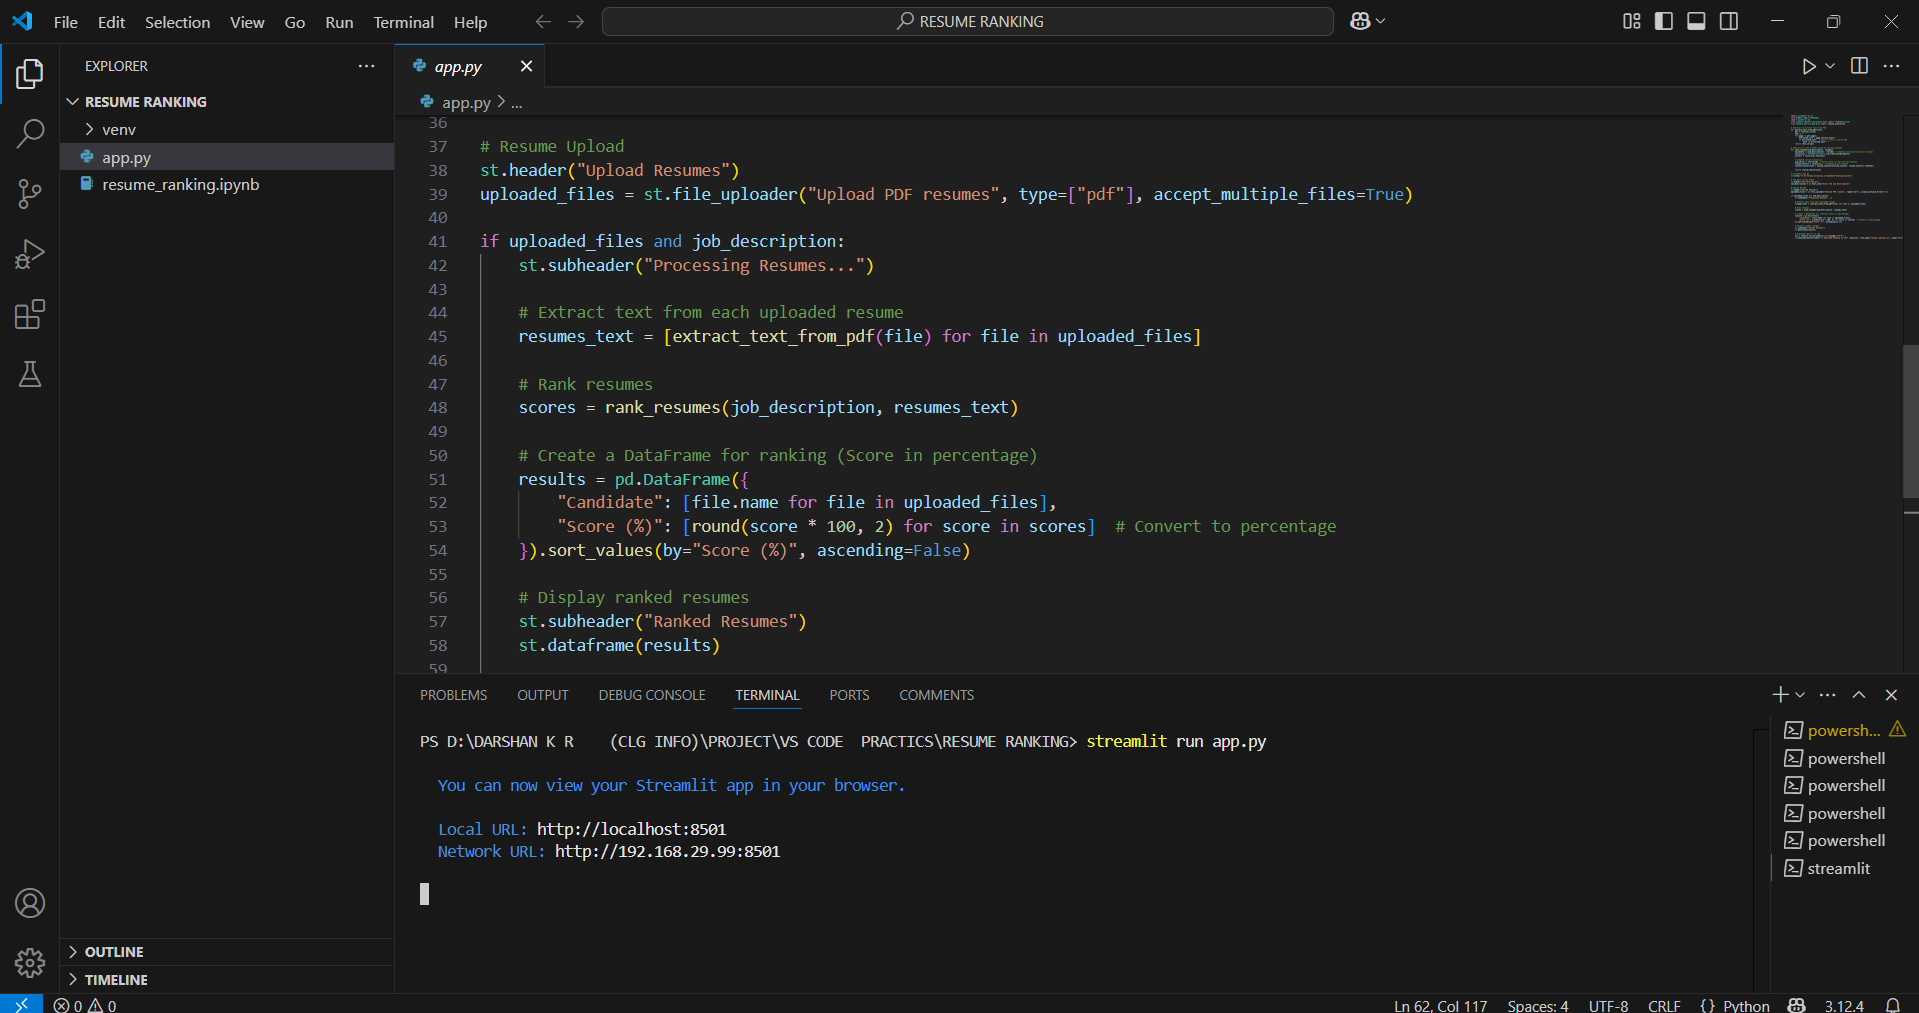 File Edit Selection View Go Run Terminal Help
RESUME RANKING
EXPLORER
RESUME RANKING
venv
app.py
resume_ranking.ipynb
OUTLINE
TIMELINE
app.py
app.py > ...
36
37 # Resume Upload
38 st.header("Upload Resumes")
39 uploaded_files = st.file_uploader("Upload PDF resumes", type=["pdf"], accept_multiple_files=True)
40
41 if uploaded_files and job_description:
42     st.subheader("Processing Resumes...")
43
44     # Extract text from each uploaded resume
45     resumes_text = [extract_text_from_pdf(file) for file in uploaded_files]
46
47     # Rank resumes
48     scores = rank_resumes(job_description, resumes_text)
49
50     # Create a DataFrame for ranking (Score in percentage)
51     results = pd.DataFrame({
52         "Candidate": [file.name for file in uploaded_files],
53         "Score (%)": [round(score * 100, 2) for score in scores]  # Convert to percentage
54     }).sort_values(by="Score (%)", ascending=False)
55
56     # Display ranked resumes
57     st.subheader("Ranked Resumes")
58     st.dataframe(results)
59
PROBLEMS OUTPUT DEBUG CONSOLE TERMINAL PORTS COMMENTS
PS D:\DARSHAN K R    (CLG INFO)\PROJECT\VS CODE  PRACTICS\RESUME RANKING> streamlit run app.py
You can now view your Streamlit app in your browser.
Local URL: http://localhost:8501
Network URL: http://192.168.29.99:8501
powersh...
powershell
powershell
powershell
powershell
streamlit
0 0 Ln 62, Col 117 Spaces: 4 UTF-8 CRLF {} Python 3.12.4